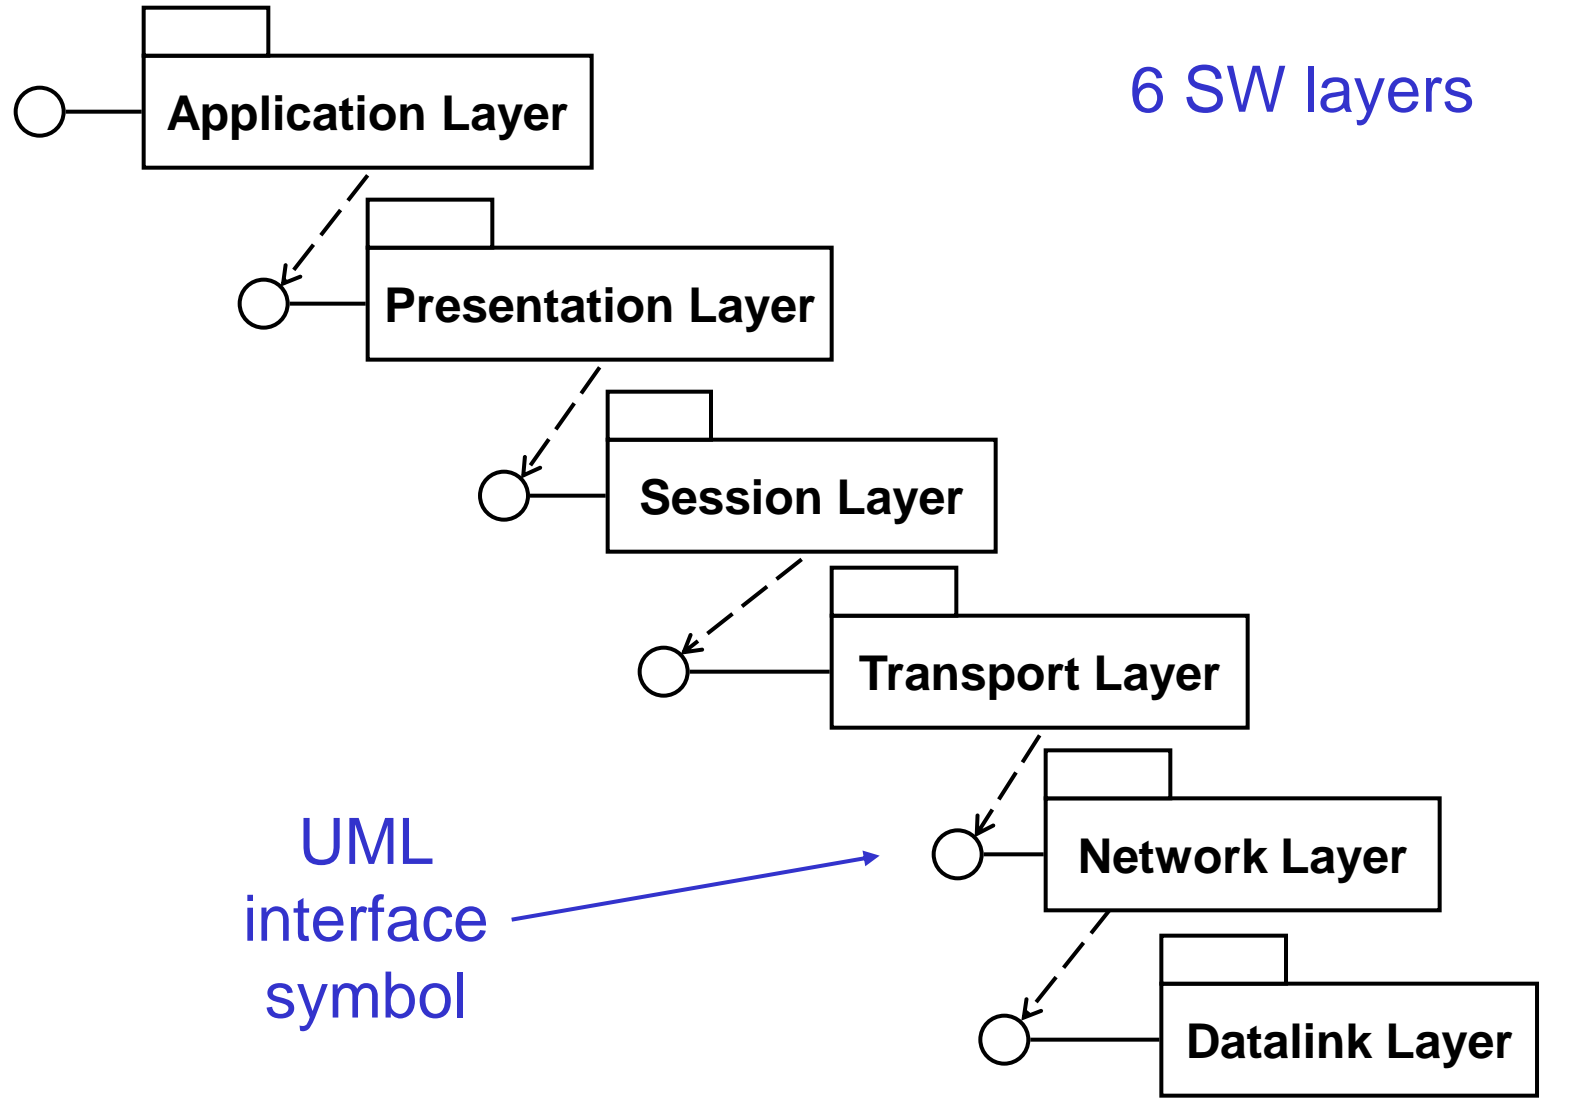 Application Layer
6 SW layers
Presentation Layer
Session Layer
Transport Layer
Network Layer
UML
interface
symbol
Datalink Layer